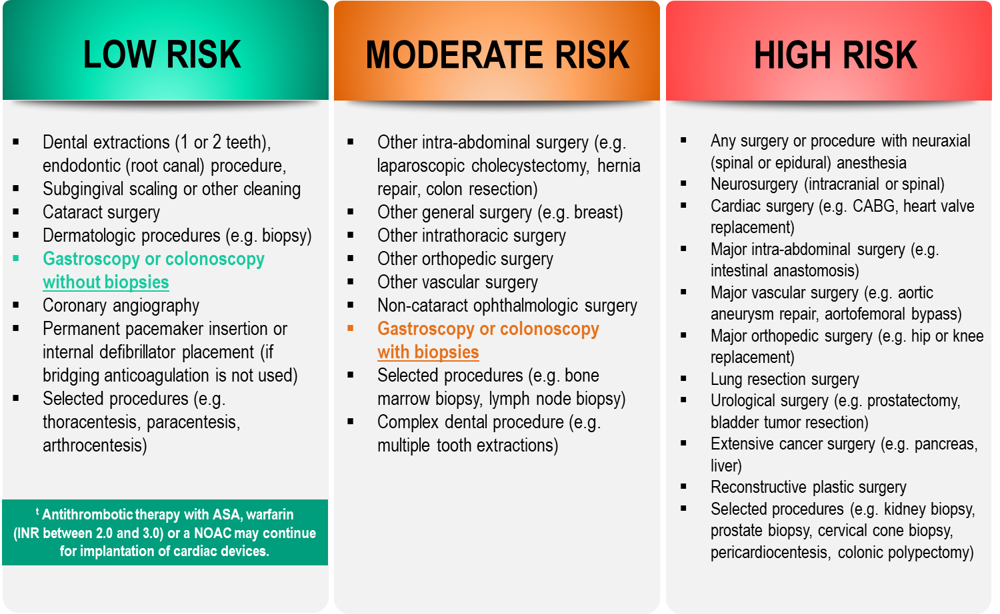 LOW RISK
Dental extractions (1 or 2 teeth),
endodontic (root canal) procedure,
Subgingival scaling or other cleaning
Cataract surgery
Dermatologic procedures (e.g. biopsy)
Gastroscopy or colonoscopy
without biopsies
Coronary angiography
Permanent pacemaker insertion or
internal defibrillator placement (if
bridging anticoagulation is not used)
Selected procedures (e.g.
thoracentesis, paracentesis,
arthrocentesis)
t Antithrombotic therapy with ASA, warfarin
(INR between 2.0 and 3.0) or a NOAC may continue
for implantation of cardiac devices.
MODERATE RISK
Other intra-abdominal surgery (e.g.
laparoscopic cholecystectomy, hernia
repair, colon resection)
Other general surgery (e.g. breast)
Other intrathoracic surgery
Other orthopedic surgery
Other vascular surgery
Non-cataract ophthalmologic surgery
Gastroscopy or colonoscopy
with biopsies
Selected procedures (e.g. bone
marrow biopsy, lymph node biopsy)
Complex dental procedure (e.g.
multiple tooth extractions)
HIGH RISK
Any surgery or procedure with neuraxial
(spinal or epidural) anesthesia
Neurosurgery (intracranial or spinal)
Cardiac surgery (e.g. CABG, heart valve
replacement)
Major intra-abdominal surgery (e.g.
intestinal anastomosis)
Major vascular surgery (e.g. aortic
aneurysm repair, aortofemoral bypass)
Major orthopedic surgery (e.g. hip or knee
replacement)
Lung resection surgery
Urological surgery (e.g. prostatectomy,
bladder tumor resection)
Extensive cancer surgery (e.g. pancreas,
liver)
Reconstructive plastic surgery
Selected procedures (e.g. kidney biopsy,
prostate biopsy, cervical cone biopsy,
pericardiocentesis, colonic polypectomy)